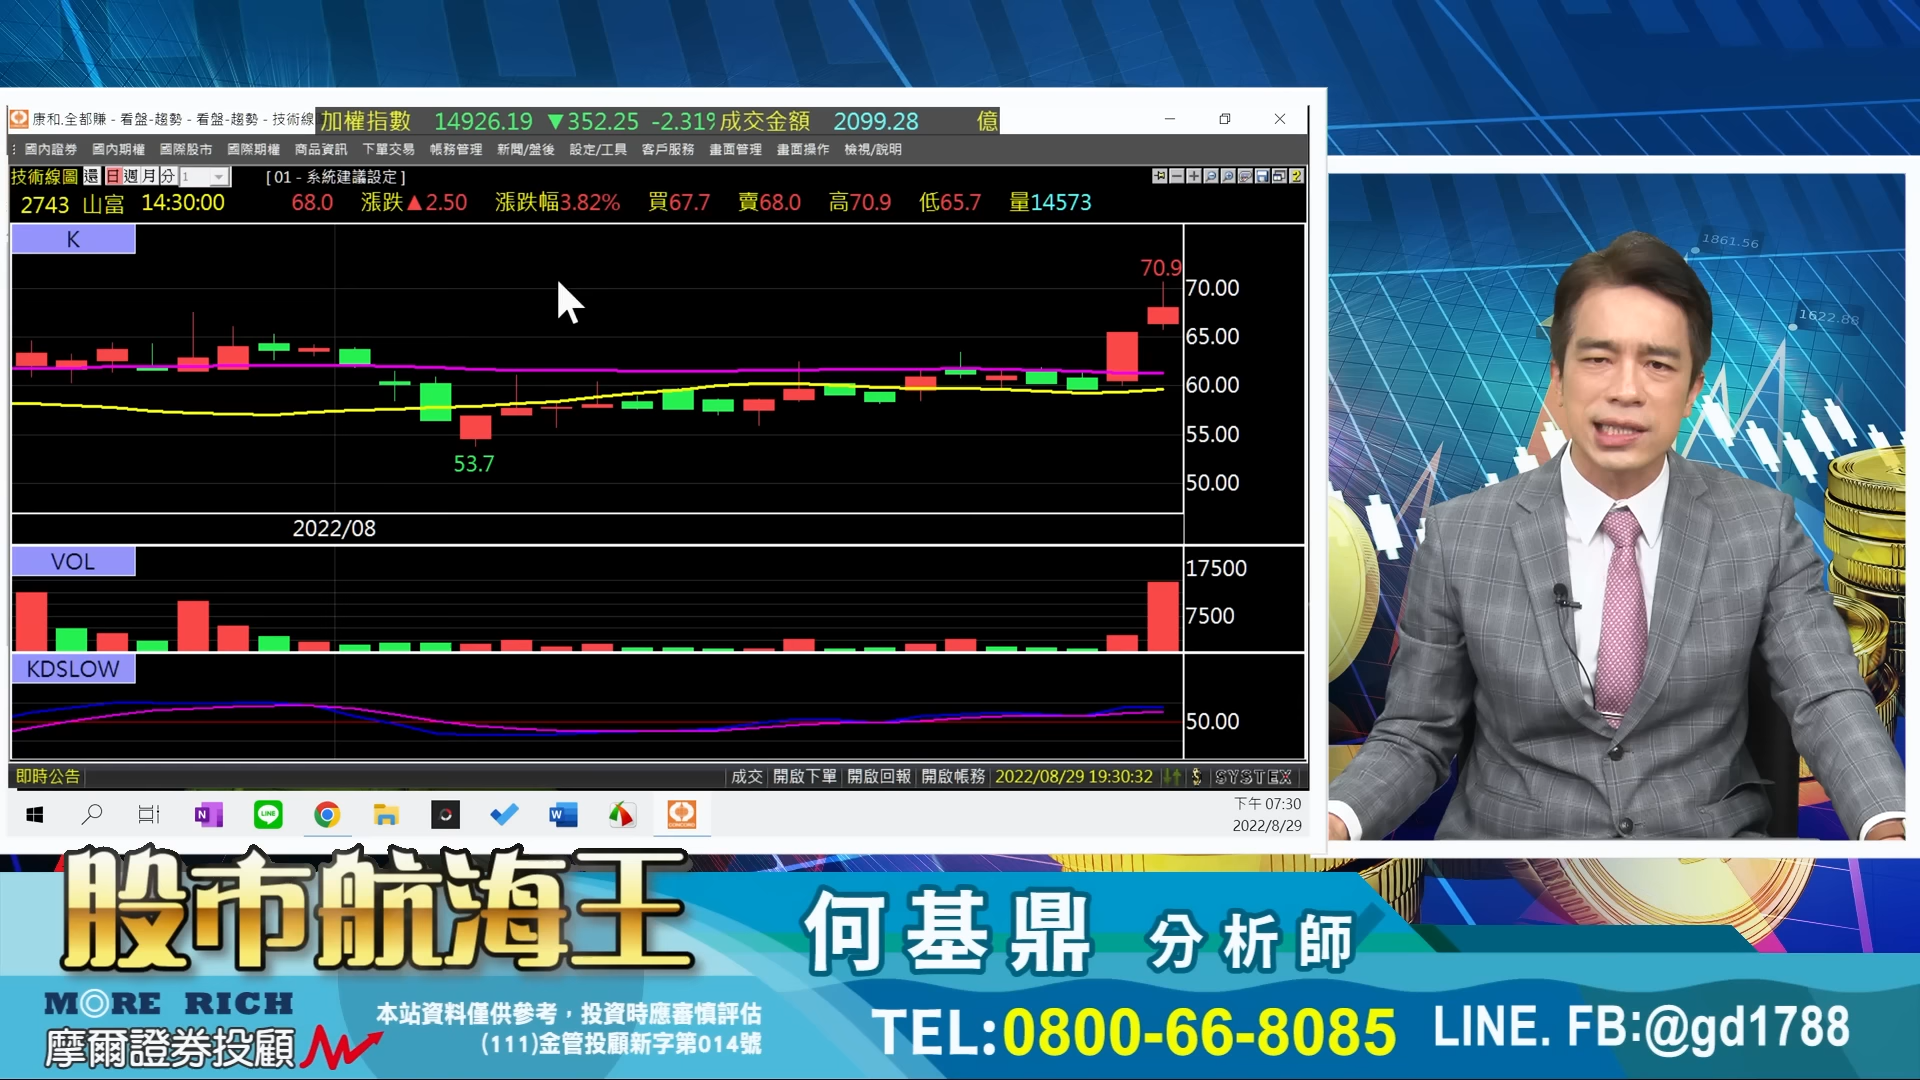 康和.全都賺 - 看盤-趨勢 - 看盤-趨勢 - 技術線
加權指數 14926.19 ▼352.25 -2.319 成交金額 2099.28 億
國內證券 國內期權 國際股市 國際期權 商品資訊 下單交易 帳務管理 新聞/盤後 設定/工具 客戶服務 畫面管理 畫面操作 檢視/說明
技術線圖 還 日 週 月 分 1 [ 01 - 系統建議設定 ]
2743 山富 14:30:00 68.0 漲跌▲2.50 漲跌幅3.82% 買67.7 賣68.0 高70.9 低65.7 量14573
K
70.9
70.00
65.00
60.00
55.00
53.7
50.00
2022/08
VOL
17500
7500
KDSLOW
50.00
即時公告 成交 開啟下單 開啟回報 開啟帳務 2022/08/29 19:30:32 SYSTEX
下午 07:30
2022/8/29
1861.56
1622.88
股市航海王
何基鼎 分析師
MORE RICH
摩爾證券投顧
本站資料僅供參考，投資時應審慎評估
(111)金管投顧新字第014號
TEL:0800-66-8085
LINE. FB:@gd1788